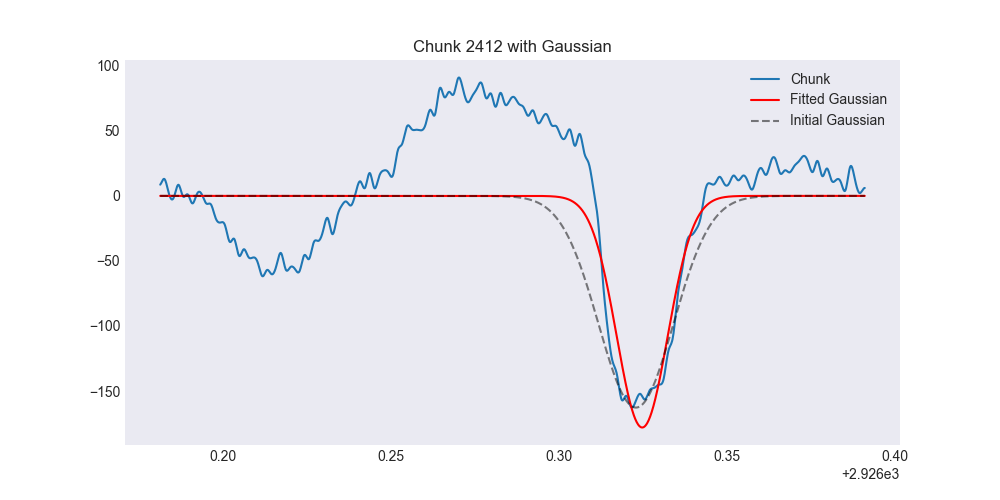 Chunk 2412 with Gaussian
100
50
0
−50
−100
−150
Chunk
Fitted Gaussian
Initial Gaussian
0.20 0.25 0.30 0.35 0.40
+2.926e3